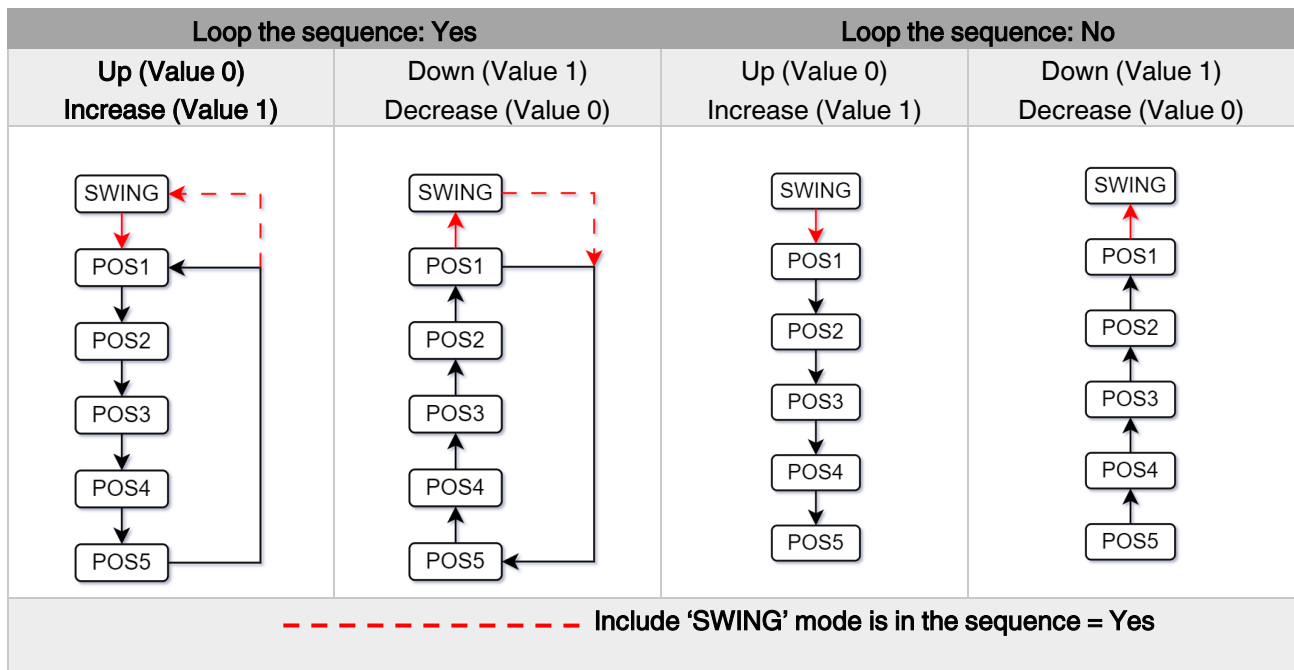 Loop the sequence: Yes
Loop the sequence: No
Up (Value 0)
Increase (Value 1)
Down (Value 1)
Decrease (Value 0)
Up (Value 0)
Increase (Value 1)
Down (Value 1)
Decrease (Value 0)
SWING
POS1
POS2
POS3
POS4
POS5
SWING
POS1
POS2
POS3
POS4
POS5
SWING
POS1
POS2
POS3
POS4
POS5
SWING
POS1
POS2
POS3
POS4
POS5
Include ‘SWING’ mode is in the sequence = Yes